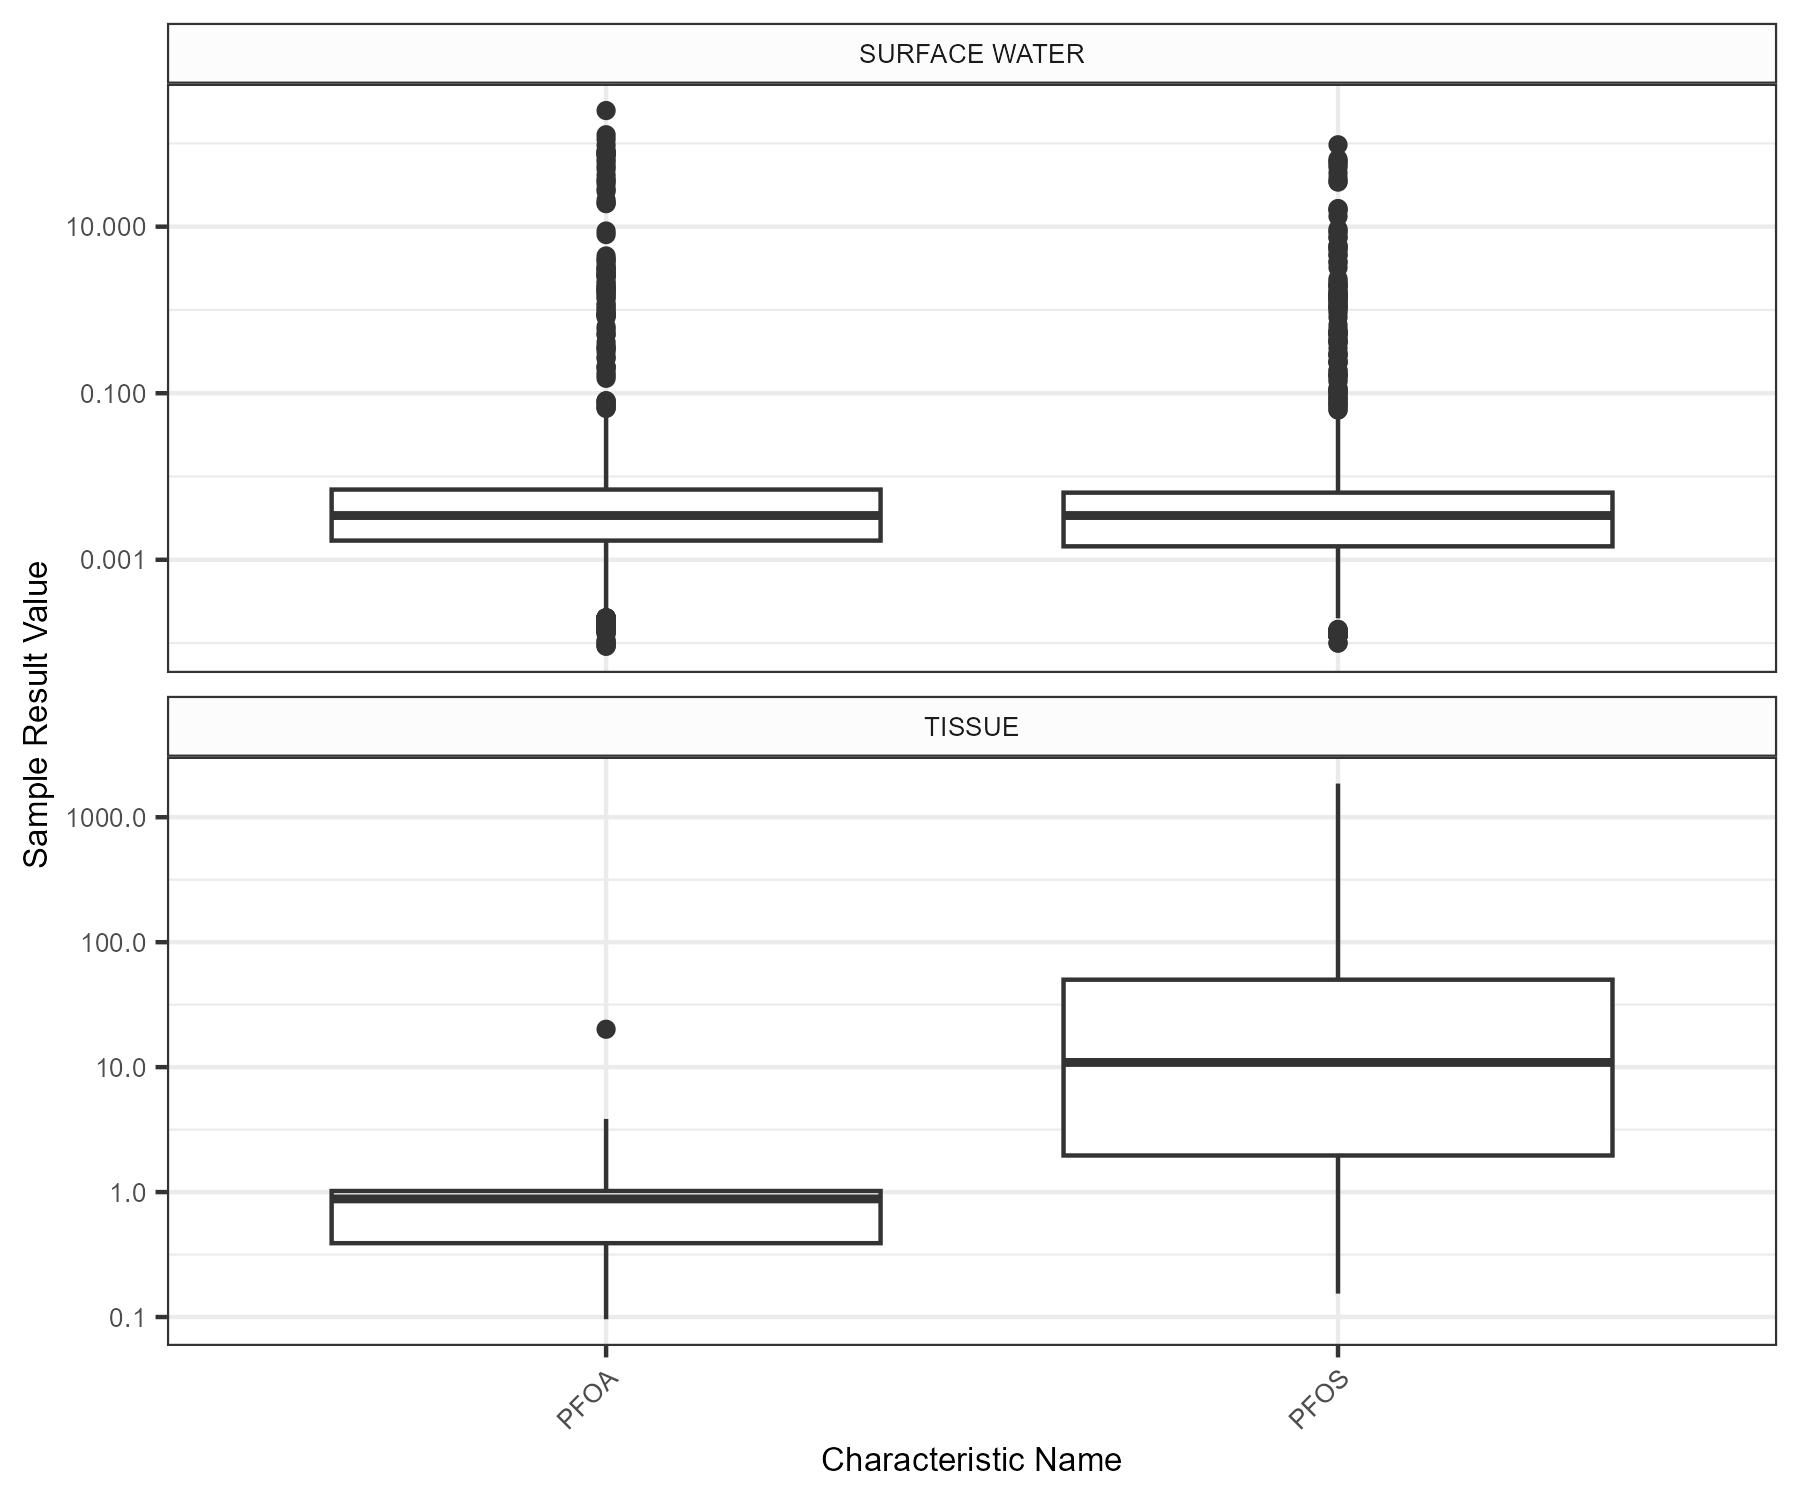 SURFACE WATER
10.000
0.100
0.001
Sample Result Value
TISSUE
1000.0
100.0
10.0
1.0
0.1
PFOA
PFOS
Characteristic Name